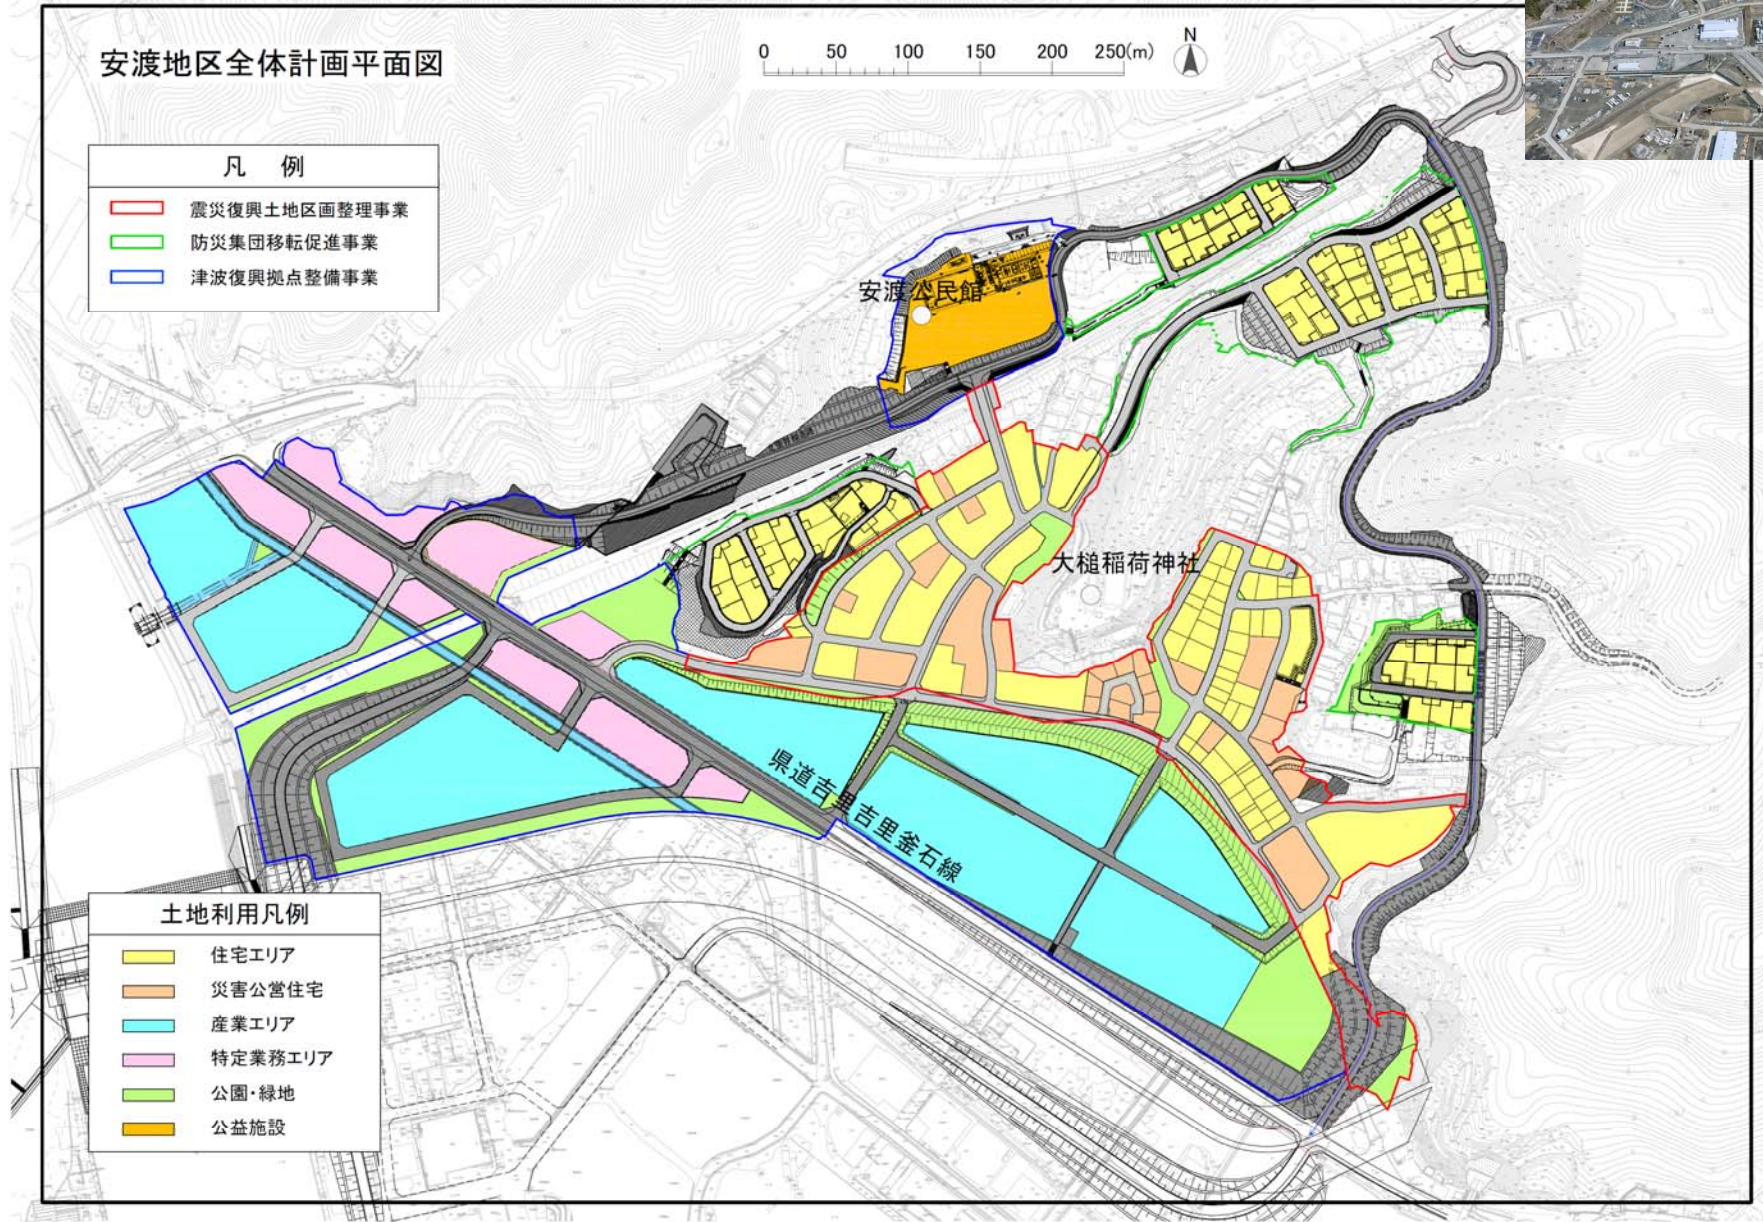 安渡地区全体計画平面図
0 50 100 150 200 250(m)
N
凡 例
震災復興土地区画整理事業
防災集団移転促進事業
津波復興拠点整備事業
安渡公民館
大槌稲荷神社
県道吉里吉里釜石線
土地利用凡例
住宅エリア
災害公営住宅
産業エリア
特定業務エリア
公園・緑地
公益施設